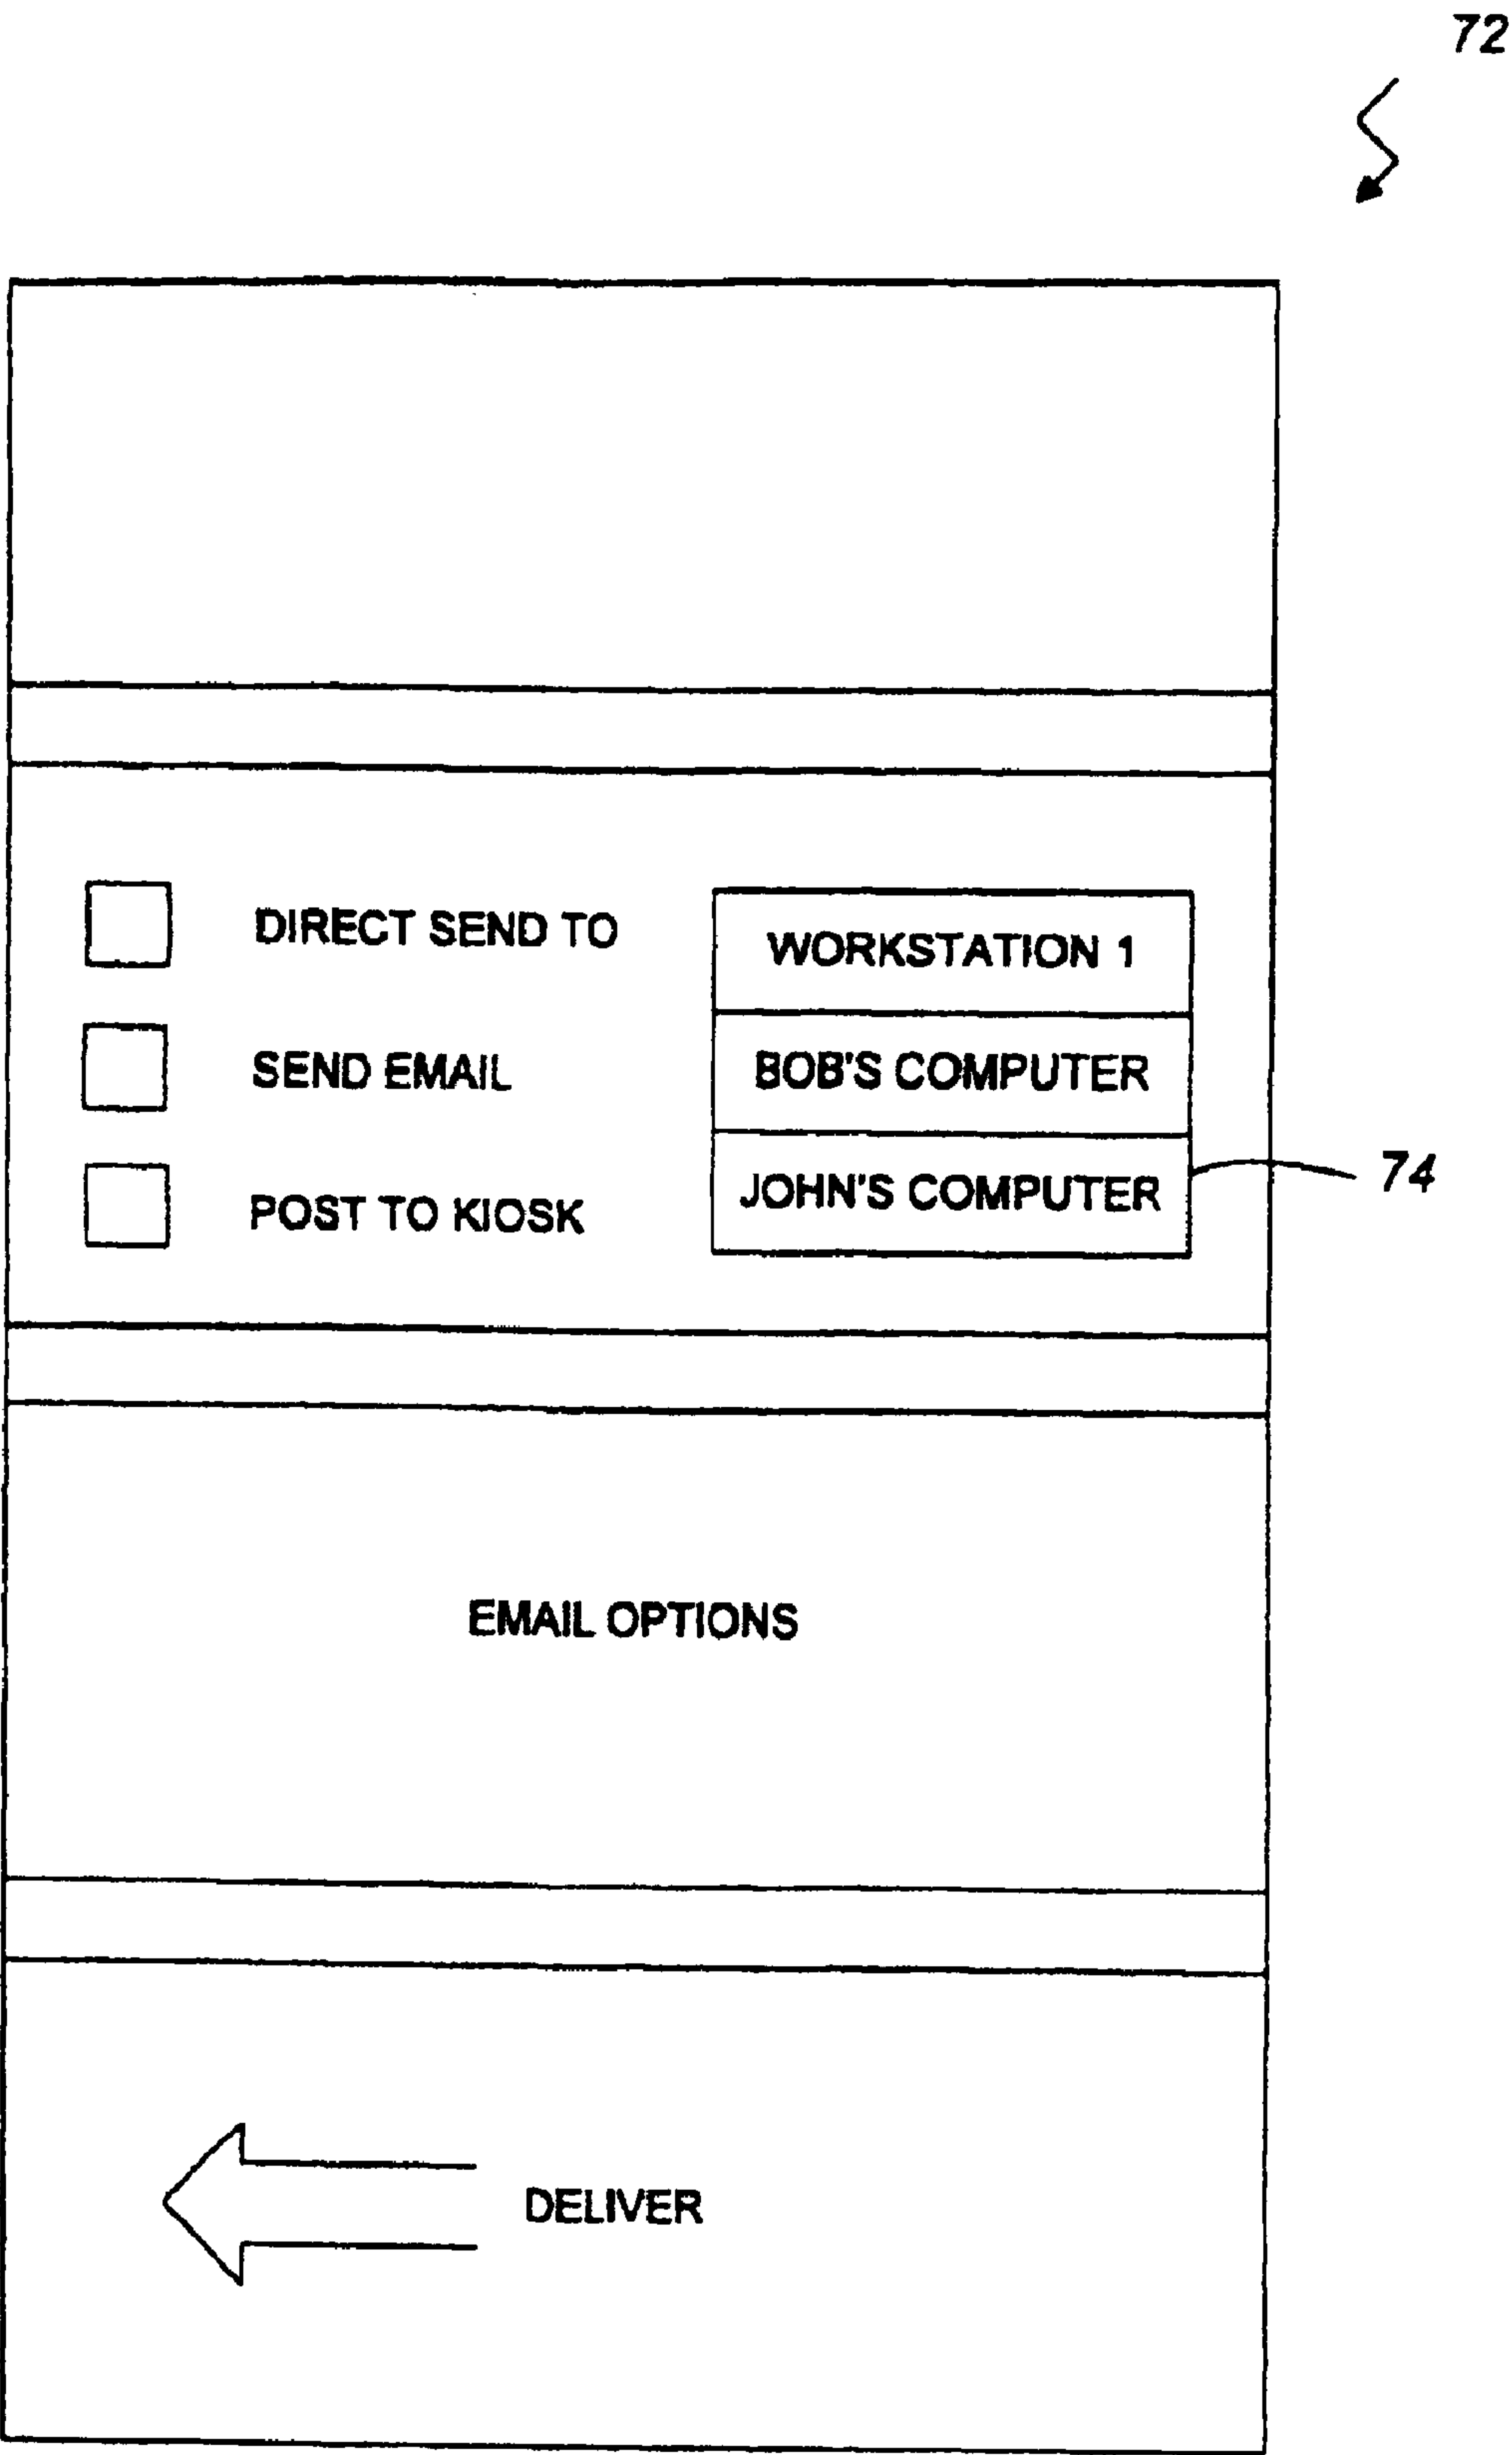 72
DIRECT SEND TO
WORKSTATION 1
SEND EMAIL
BOB'S COMPUTER
POST TO KIOSK
JOHN'S COMPUTER
74
EMAIL OPTIONS
DELIVER